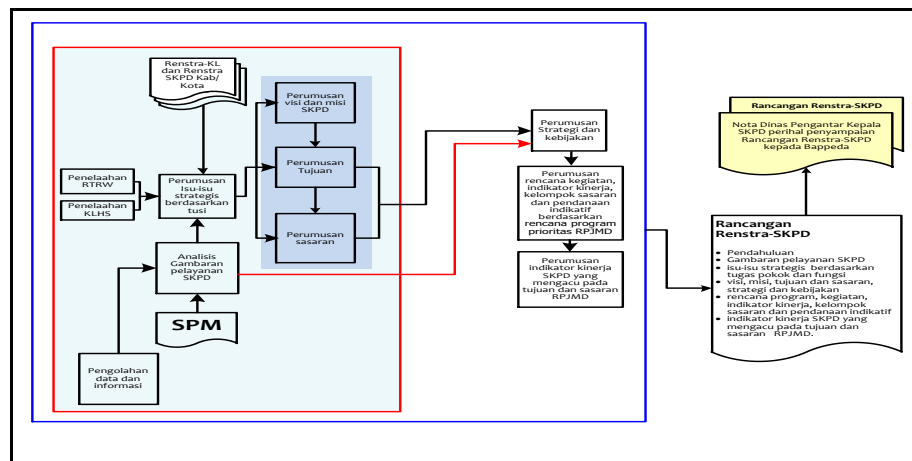 Renstra-KL
dan Renstra
SKPD Kab/
Kota
Perumusan
visi dan misi
SKPD
Perumusan
Tujuan
Perumusan
sasaran
Penelaahan
RTRW
Penelaahan
KLHS
Perumusan
Isu-isu
strategis
berdasarkan
tusi
Analisis
Gambaran
pelayanan
SKPD
SPM
Pengolahan
data dan
informasi
Perumusan
Strategi dan
kebijakan
Perumusan
rencana kegiatan,
indikator kinerja,
kelompok sasaran
dan pendanaan
indikatif berdasarkan
rencana program
prioritas RPJMD
Perumusan
indikator kinerja
SKPD yang
mengacu pada
tujuan dan sasaran
RPJMD
Rancangan Renstra-SKPD
Nota Dinas Pengantar Kepala
SKPD perihal penyampaian
Rancangan Renstra-SKPD
kepada Bappeda
Rancangan
Renstra-SKPD
• Pendahuluan
• Gambaran pelayanan SKPD
• isu-isu strategis berdasarkan
tugas pokok dan fungsi
• visi, misi, tujuan dan sasaran,
strategi dan kebijakan
• rencana program, kegiatan,
indikator kinerja, kelompok
sasaran dan pendanaan indikatif
• indikator kinerja SKPD yang
mengacu pada tujuan dan
sasaran RPJMD.